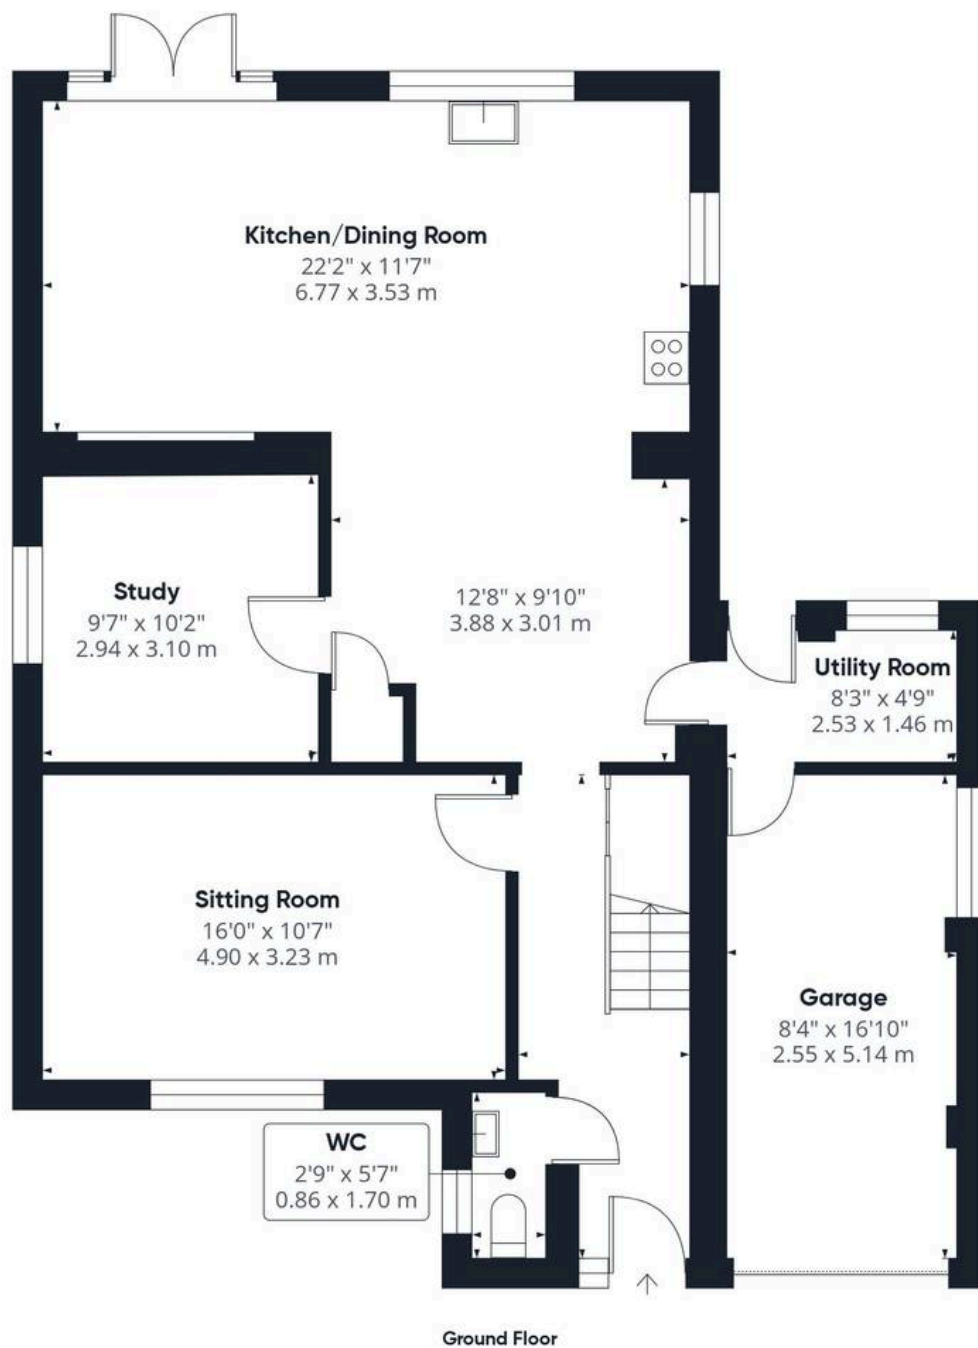 Kitchen/Dining Room
22'2" x 11'7"
6.77 x 3.53 m
Study
9'7" x 10'2"
2.94 x 3.10 m
12'8" x 9'10"
3.88 x 3.01 m
Utility Room
8'3" x 4'9"
2.53 x 1.46 m
Sitting Room
16'0" x 10'7"
4.90 x 3.23 m
Garage
8'4" x 16'10"
2.55 x 5.14 m
WC
2'9" x 5'7"
0.86 x 1.70 m
Ground Floor